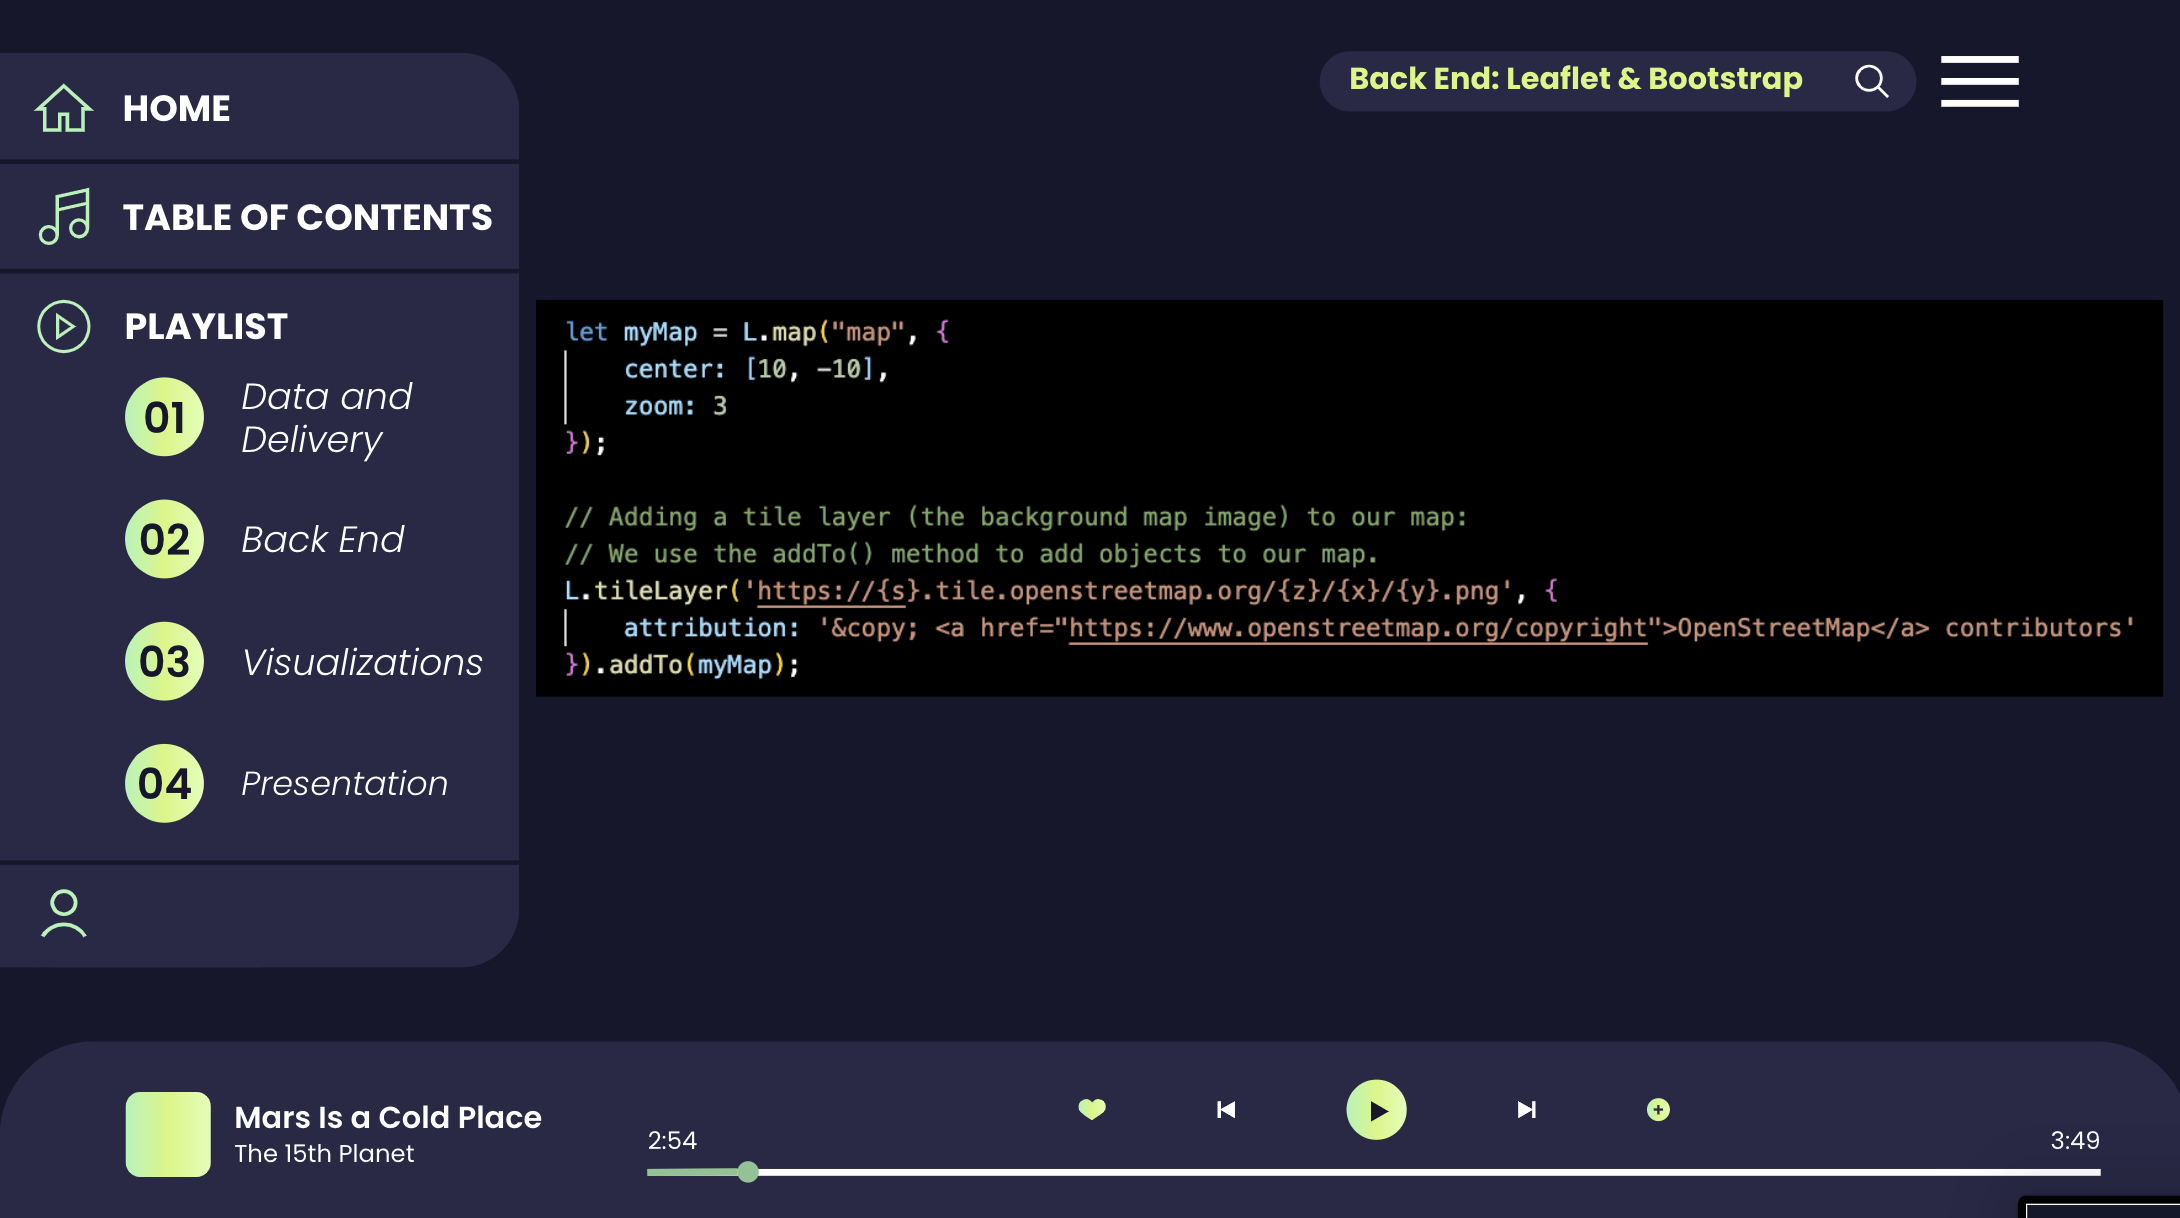 HOME
TABLE OF CONTENTS
PLAYLIST
01 Data and
Delivery
02 Back End
03 Visualizations
04 Presentation
Back End: Leaflet & Bootstrap
let myMap = L.map("map", {
    center: [10, -10],
    zoom: 3
});
// Adding a tile layer (the background map image) to our map:
// We use the addTo() method to add objects to our map.
L.tileLayer('https://{s}.tile.openstreetmap.org/{z}/{x}/{y}.png', {
    attribution: '&copy; <a href="https://www.openstreetmap.org/copyright">OpenStreetMap</a> contributors'
}).addTo(myMap);
Mars Is a Cold Place
The 15th Planet
2:54
3:49